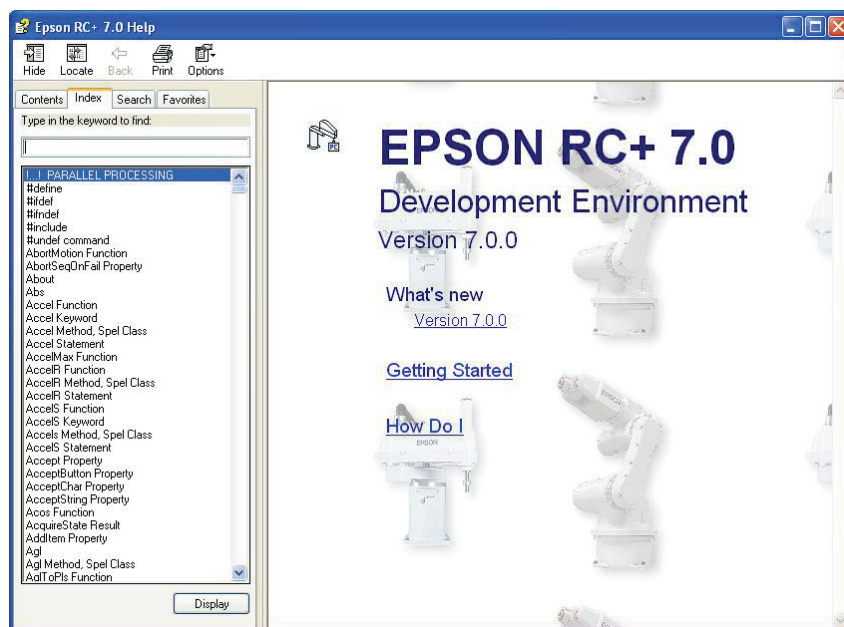 Epson RC+ 7.0 Help
Hide Locate Back Print Options
Contents Index Search Favorites
Type in the keyword to find:
!...! PARALLEL PROCESSING
#define
#ifdef
#ifndef
#include
#undef command
AbortMotion Function
AbortSeqOnFail Property
About
Abs
Accel Function
Accel Keyword
Accel Method, Spel Class
Accel Statement
AccelMax Function
AccelR Function
AccelR Method, Spel Class
AccelR Statement
AccelS Function
AccelS Keyword
Accels Method, Spel Class
AccelS Statement
Accept Property
AcceptButton Property
AcceptChar Property
AcceptString Property
Acos Function
AcquireState Result
AddItem Property
Agl
Agl Method, Spel Class
AglToPls Function
Display
PC
EPSON RC+ 7.0
Development Environment
Version 7.0.0
What's new
Version 7.0.0
Getting Started
How Do I
EPSON
EPSON